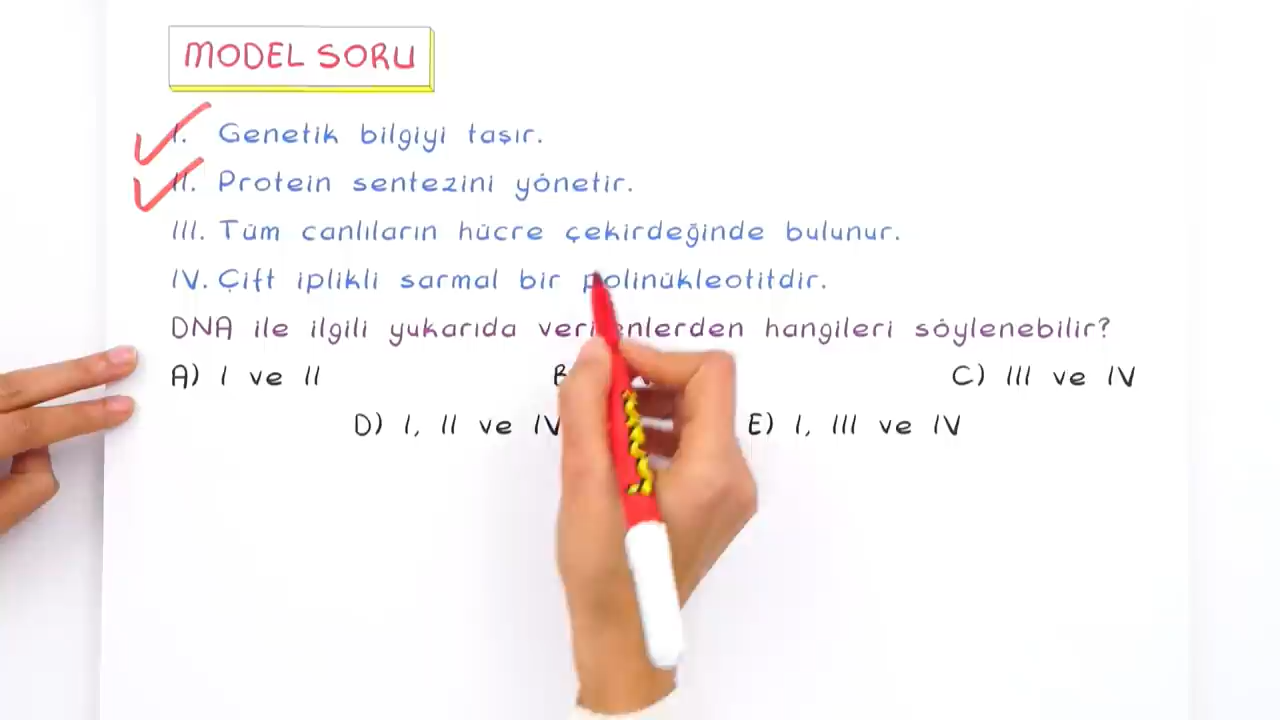 MODEL SORU
I. Genetik bilgiyi taşır.
II. Protein sentezini yönetir.
III. Tüm canlıların hücre çekirdeğinde bulunur.
IV. Çift iplikli sarmal bir polinükleotitdir.
DNA ile ilgili yukarıda verilenlerden hangileri söylenebilir?
A) I ve II
C) III ve IV
D) I, II ve IV
E) I, III ve IV